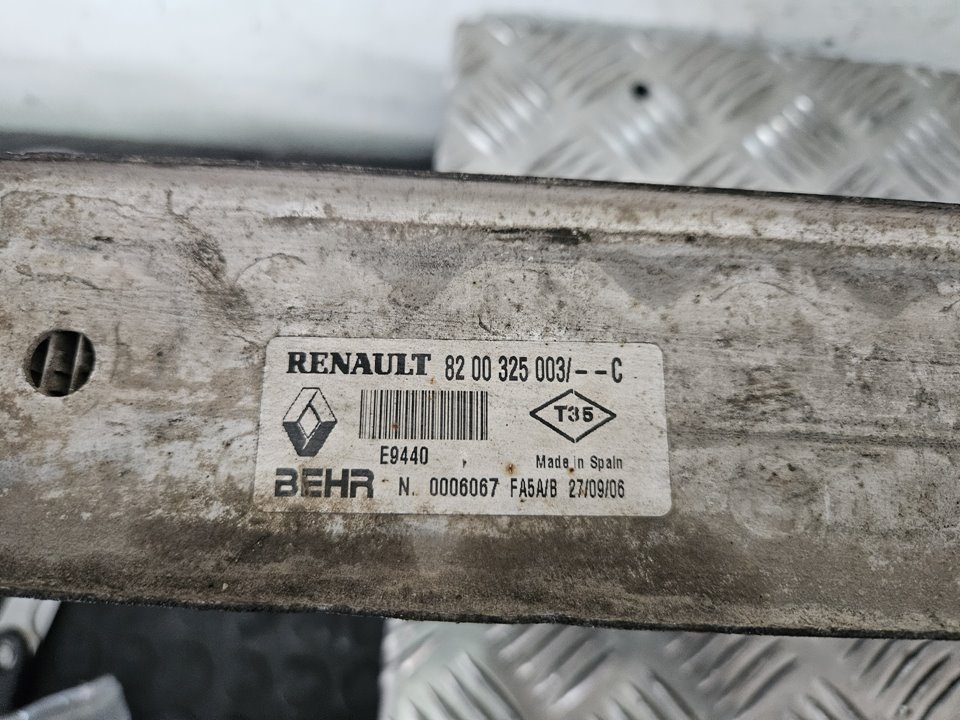 RENAULT 82 00 325 003/--C
T35
E9440
Made in Spain
BEHR N. 0006067 FA5A/B 27/09/06